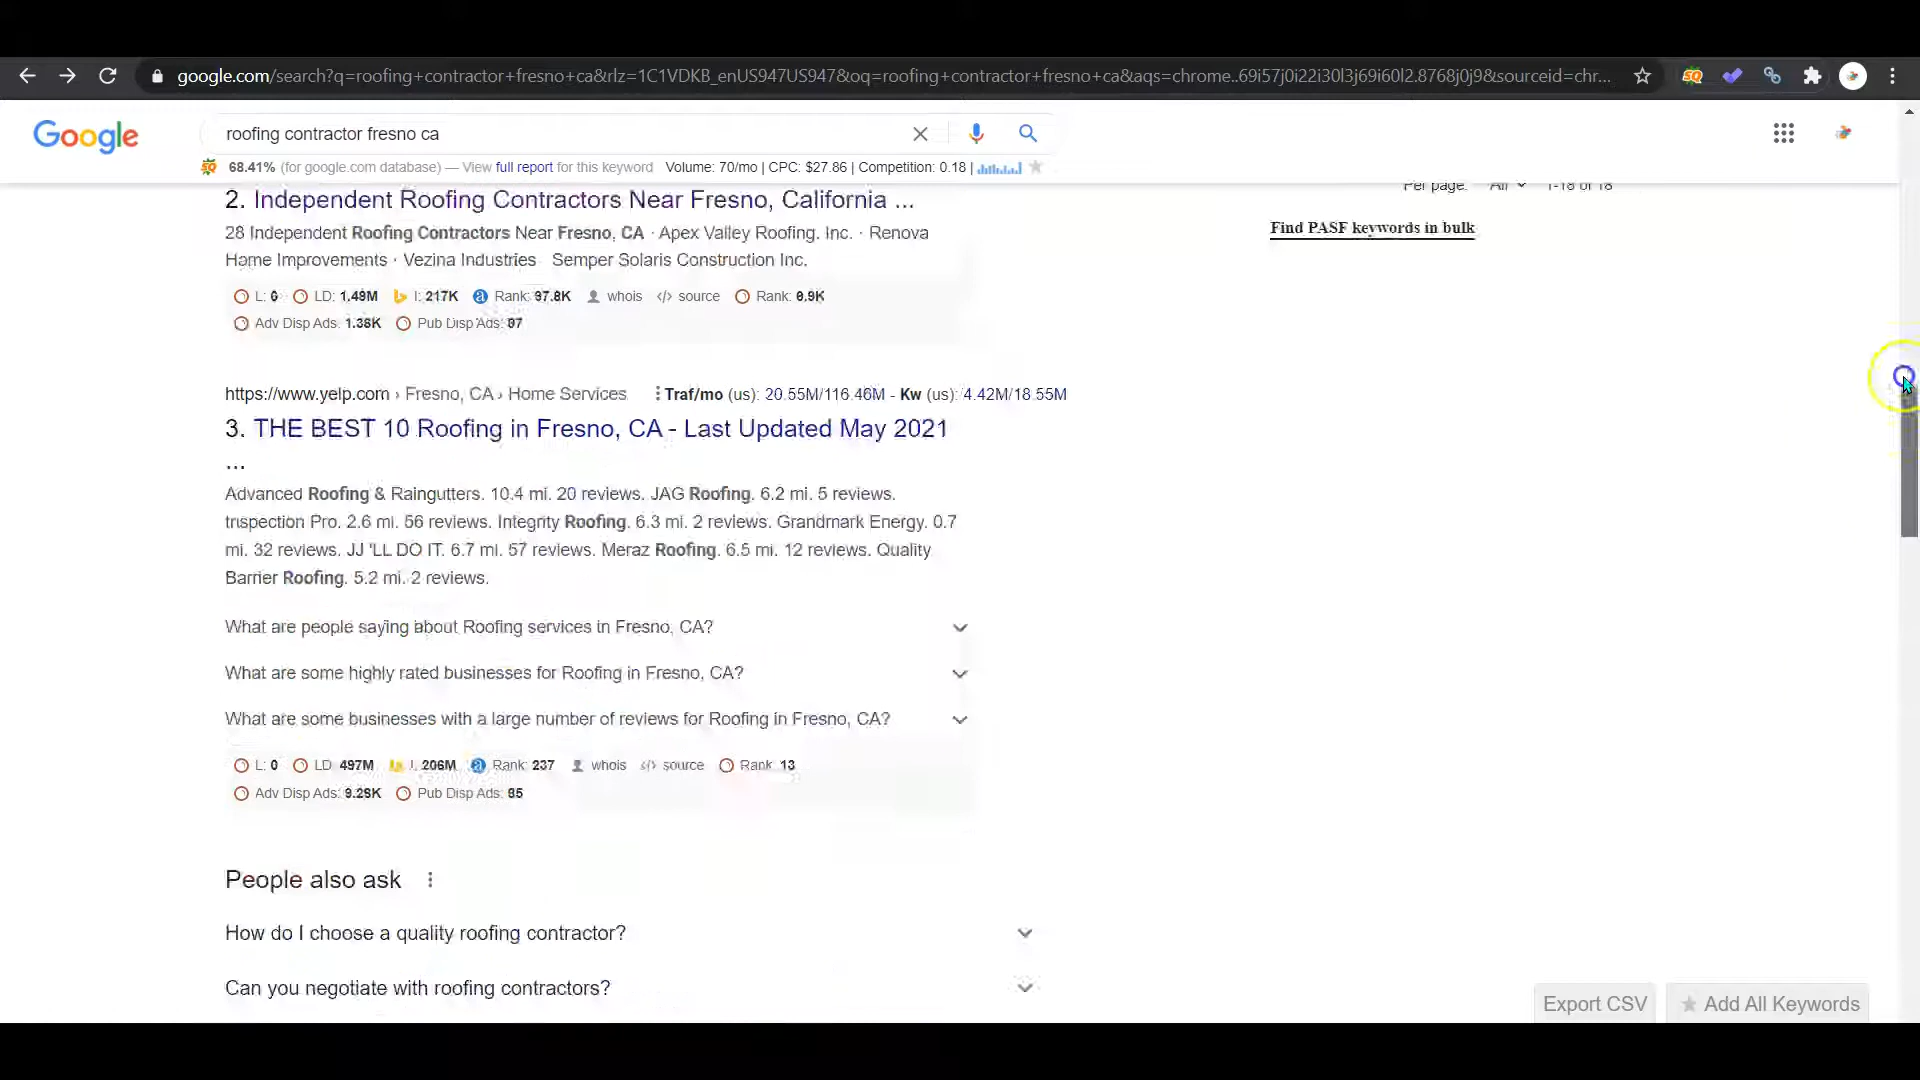 google.com/search?q=roofing+contractor+fresno+ca&rlz=1C1VDKB_enUS947US947&oq=roofing+contractor+fresno+ca&aqs=chrome..69i57j0i22i30l3j69i60l2.8768j0j9&sourceid=chr...
Google
roofing contractor fresno ca
68.41% (for google.com database) — View full report for this keyword Volume: 70/mo | CPC: $27.86 | Competition: 0.18 |
Per page: All 1-18 of 18
2. Independent Roofing Contractors Near Fresno, California ...
Find PASF keywords in bulk
28 Independent Roofing Contractors Near Fresno, CA · Apex Valley Roofing. Inc. · Renova
Home Improvements · Vezina Industries Semper Solaris Construction Inc.
L: 0 LD: 1.49M I: 217K Rank: 97.8K whois source Rank: 8.9K
Adv Disp Ads: 1.38K Pub Disp Ads: 97
https://www.yelp.com › Fresno, CA › Home Services Traf/mo (us): 20.55M/116.46M - Kw (us): 4.42M/18.55M
3. THE BEST 10 Roofing in Fresno, CA - Last Updated May 2021
...
Advanced Roofing & Raingutters. 10.4 mi. 20 reviews. JAG Roofing. 6.2 mi. 5 reviews.
Inspection Pro. 2.6 mi. 56 reviews. Integrity Roofing. 6.3 mi. 2 reviews. Grandmark Energy. 0.7
mi. 32 reviews. JJ 'LL DO IT. 6.7 mi. 57 reviews. Meraz Roofing. 6.5 mi. 12 reviews. Quality
Barrier Roofing. 5.2 mi. 2 reviews.
What are people saying about Roofing services in Fresno, CA?
What are some highly rated businesses for Roofing in Fresno, CA?
What are some businesses with a large number of reviews for Roofing in Fresno, CA?
L: 0 LD 497M I. 206M Rank: 237 whois source Rank 13
Adv Disp Ads: 9.29K Pub Disp Ads: 65
People also ask
How do I choose a quality roofing contractor?
Can you negotiate with roofing contractors?
Export CSV
Add All Keywords